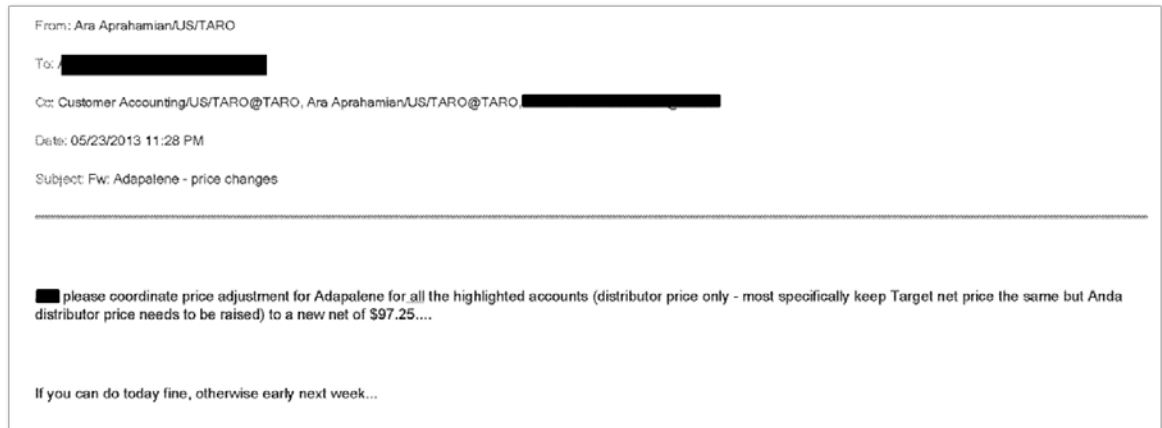 From: Ara Aprahamian/US/TARO
To:
Cc: Customer Accounting/US/TARO@TARO, Ara Aprahamian/US/TARO@TARO,
Date: 05/23/2013 11:28 PM
Subject: Fw: Adapalene - price changes
please coordinate price adjustment for Adapalene for all the highlighted accounts (distributor price only - most specifically keep Target net price the same but Anda
distributor price needs to be raised) to a new net of $97.25....
If you can do today fine, otherwise early next week...